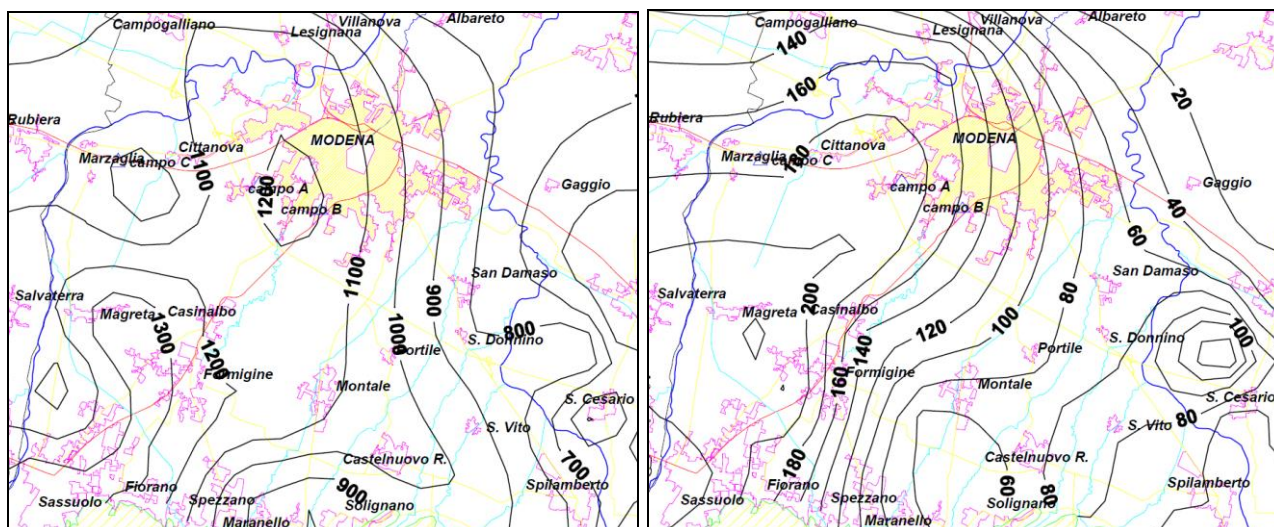 Campogalliano
Villanova
Albareto
Lesignana
Rubiera
MODENA
Cittanova
Marzaglia
campo C
1100
campo A
1200
Gaggio
campo B
1100
San Damaso
900
Salvaterra
Magreta
Casinalbo
800
1300
1000
S. Donnino
1200
Portile
Formigine
Montale
S. Cesario
S. Vito
Castelnuovo R.
700
Sassuolo
Fiorano
Spezzano
900
Solignano
Spilamberto
Maranello
Campogalliano
Villanova
Albareto
Lesignana
140
160
20
Rubiera
MODENA
Cittanova
Marzaglia
campo C
180
campo A
Gaggio
campo B
40
60
San Damaso
80
Salvaterra
200
Magreta
Casinalbo
100
120
S. Donnino
100
140
Portile
160
Formigine
Montale
S. Cesario
80
S. Vito
Castelnuovo R.
180
60
80
Sassuolo
Fiorano
Spezzano
Solignano
Spilamberto
Maranello